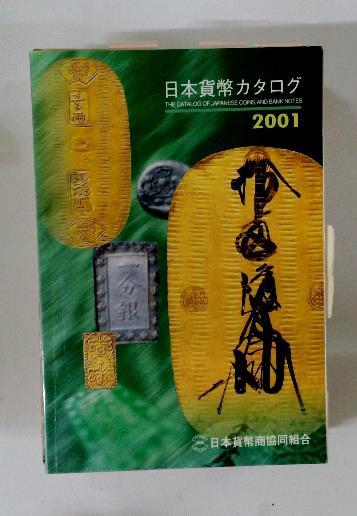 日本貨幣カタログ
THE CATALOG OF JAPANESE COINS AND BANK NOTES
2001
一分銀
日本貨幣商協同組合